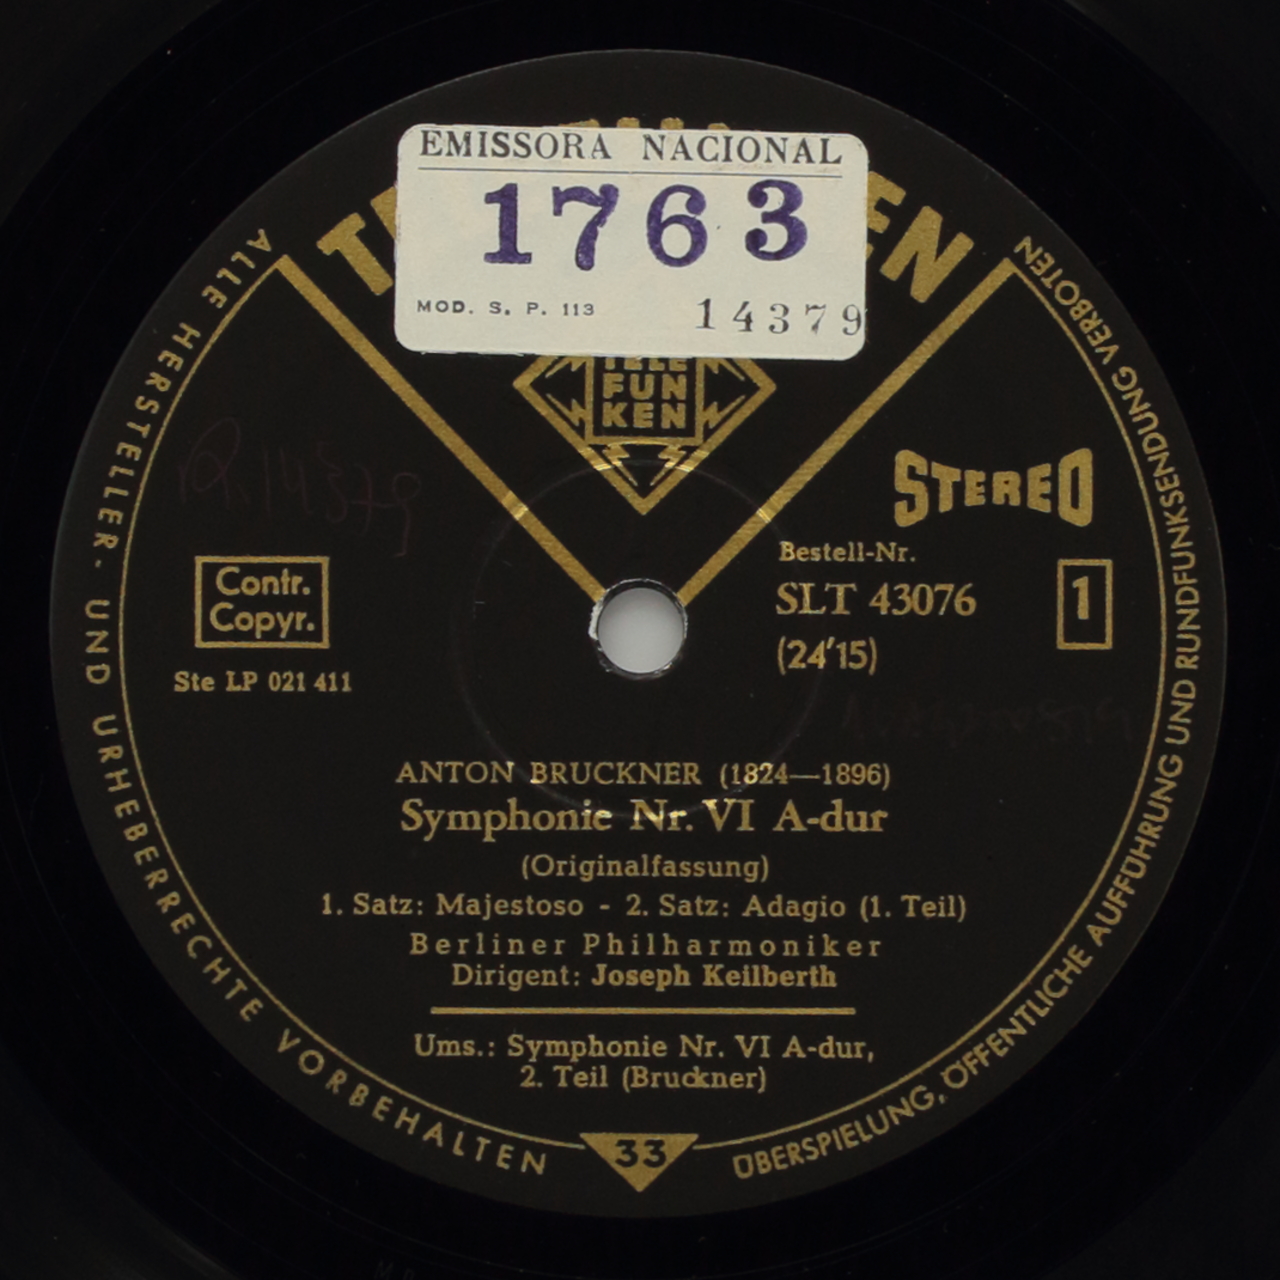 EMISSORA NACIONAL
1763
MOD. S. P. 113 14379
TELE
FUN
KEN
STEREO
Contr.
Copyr.
Ste LP 021 411
Bestell-Nr.
SLT 43076
(24'15)
1
R.14379
ANTON BRUCKNER (1824—1896)
Symphonie Nr. VI A-dur
(Originalfassung)
1. Satz: Majestoso - 2. Satz: Adagio (1. Teil)
Berliner Philharmoniker
Dirigent: Joseph Keilberth
Ums.: Symphonie Nr. VI A-dur,
2. Teil (Bruckner)
33
ALLE HERSTELLER- UND URHEBERRECHTE VORBEHALTEN
ÜBERSPIELUNG, ÖFFENTLICHE AUFFÜHRUNG UND RUNDFUNKSENDUNG VERBOTEN